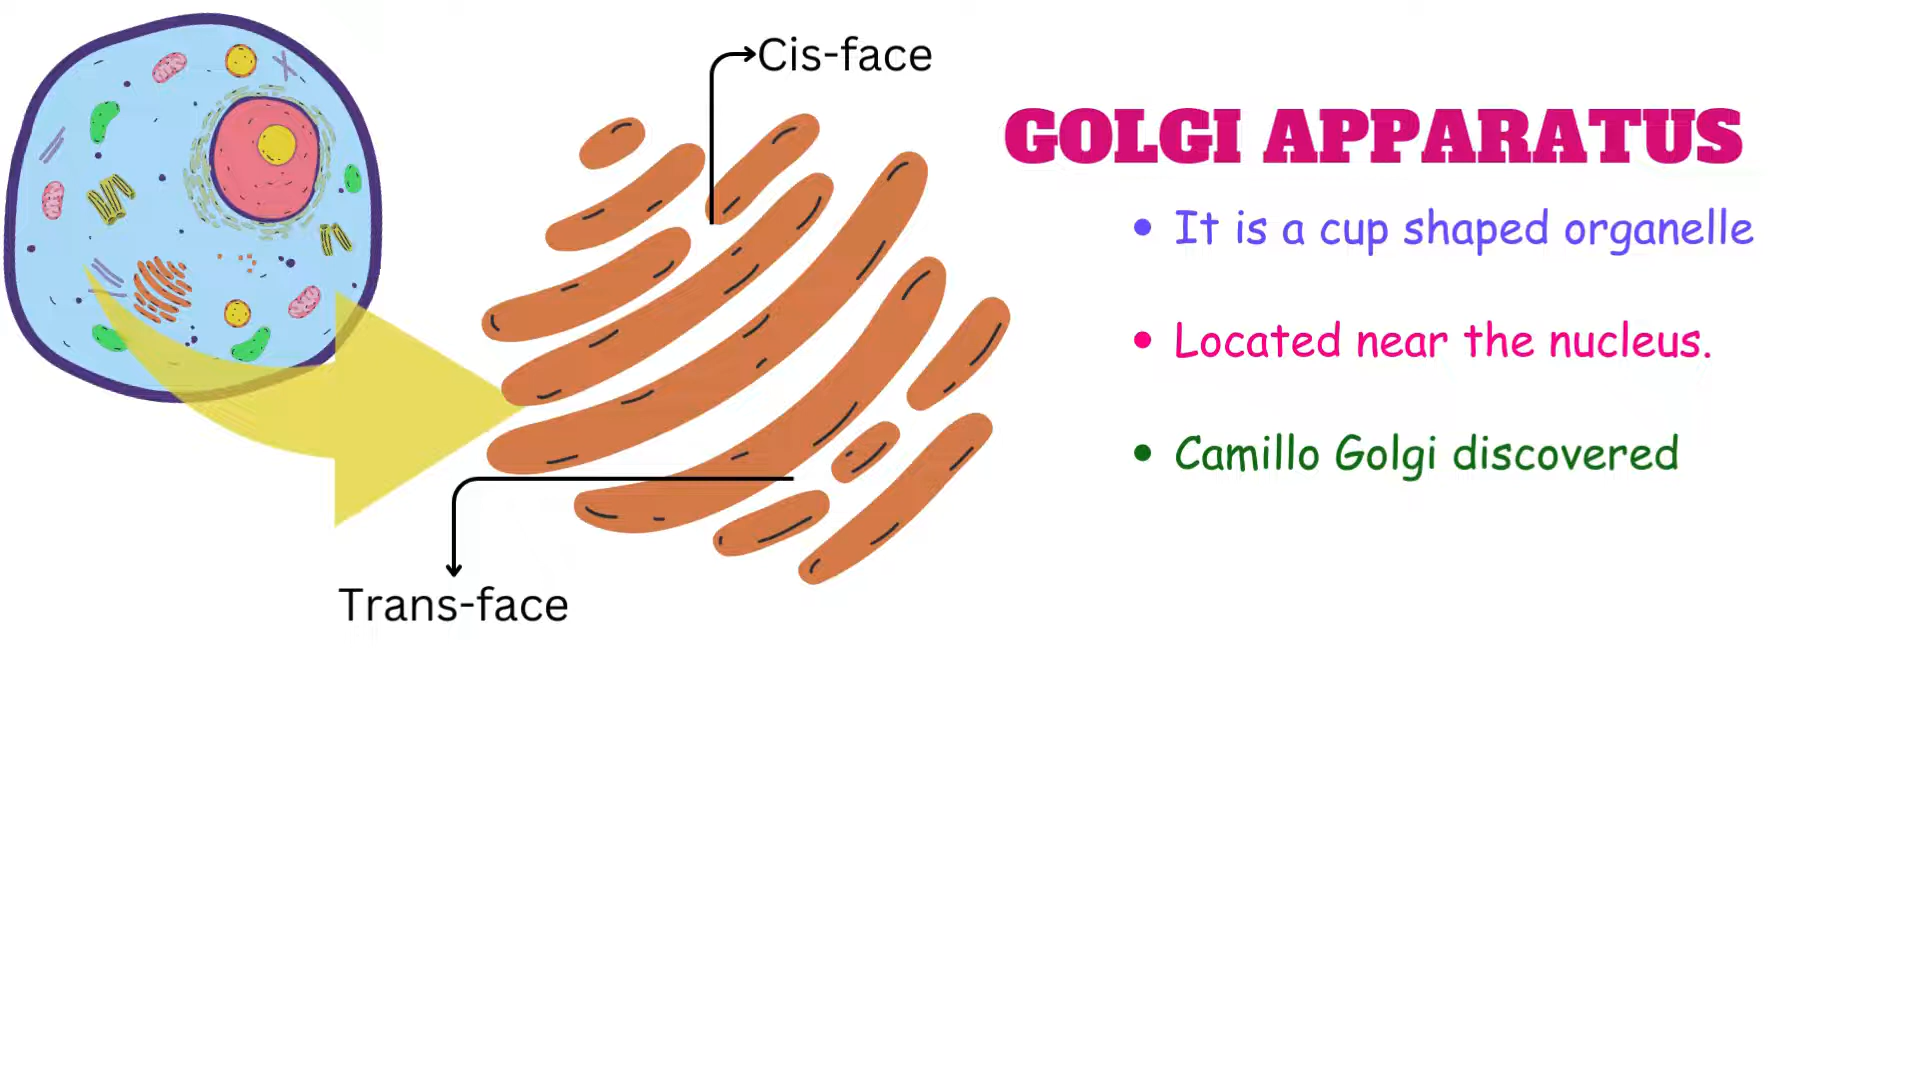 Cis-face
GOLGI APPARATUS
• It is a cup shaped organelle
• Located near the nucleus.
• Camillo Golgi discovered
Trans-face